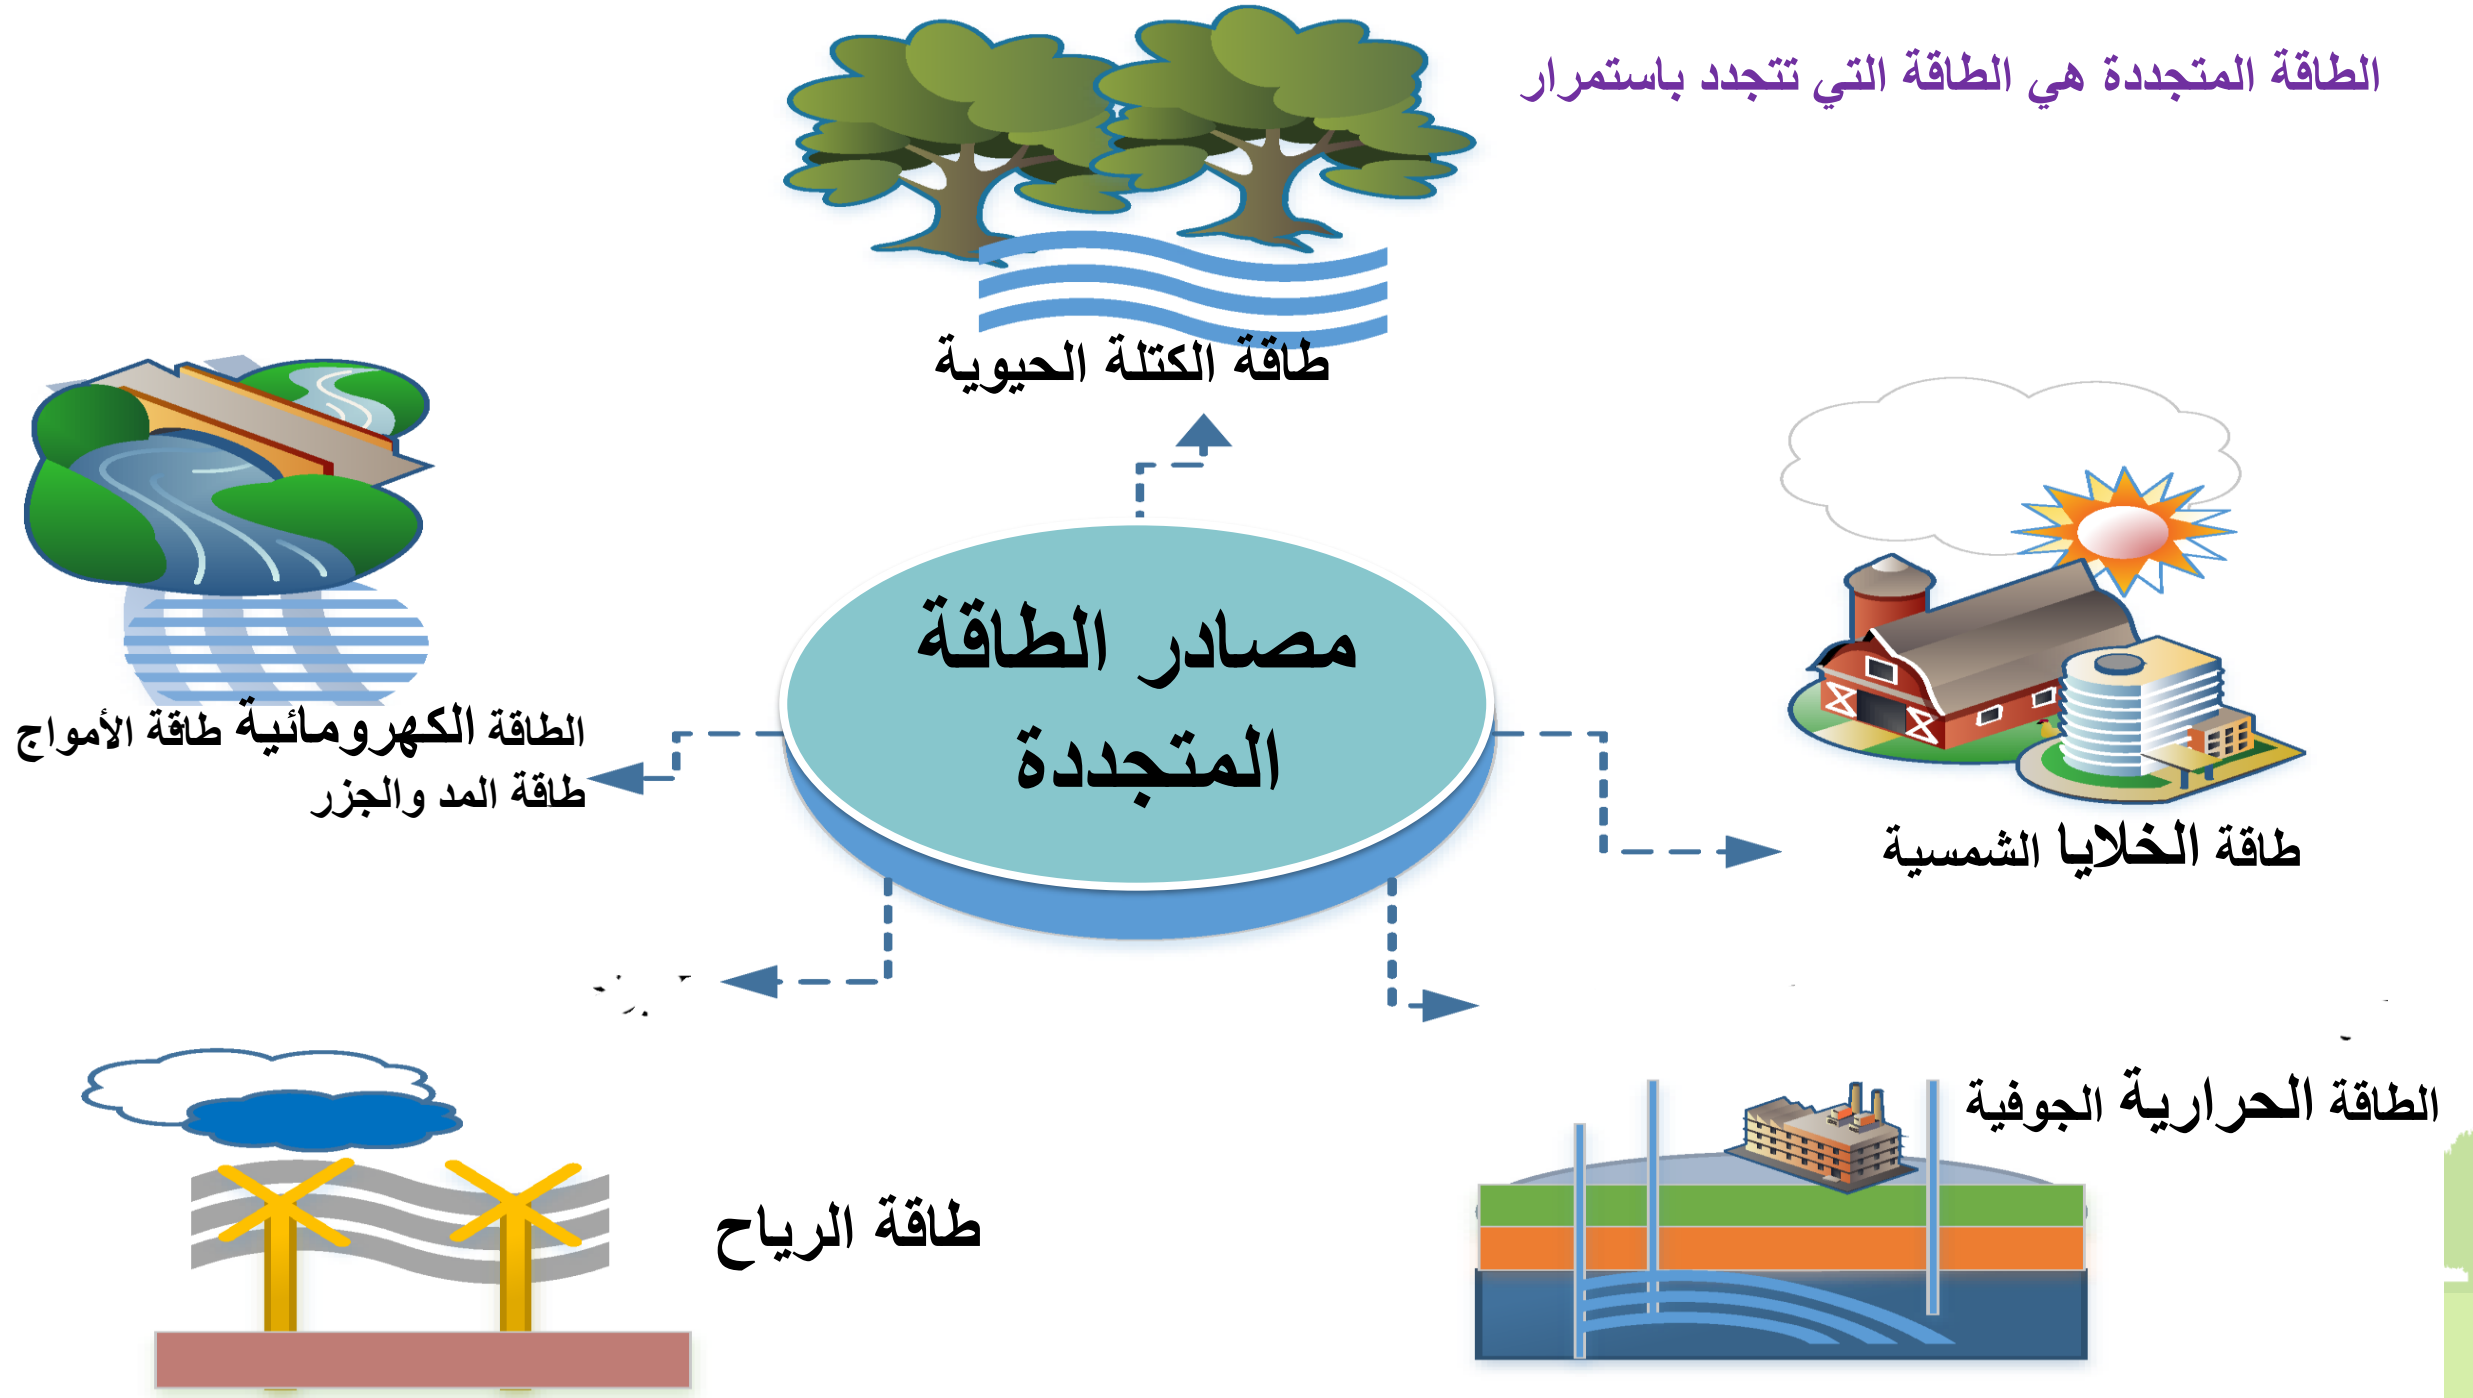 الطاقة المتجددة هي الطاقة التي تتجدد باستمرار
طاقة الكتلة الحيوية
مصادر الطاقة
المتجددة
الطاقة الكهرومائية طاقة الأمواج
طاقة المد والجزر
طاقة الخلايا الشمسية
الطاقة الحرارية الجوفية
طاقة الرياح